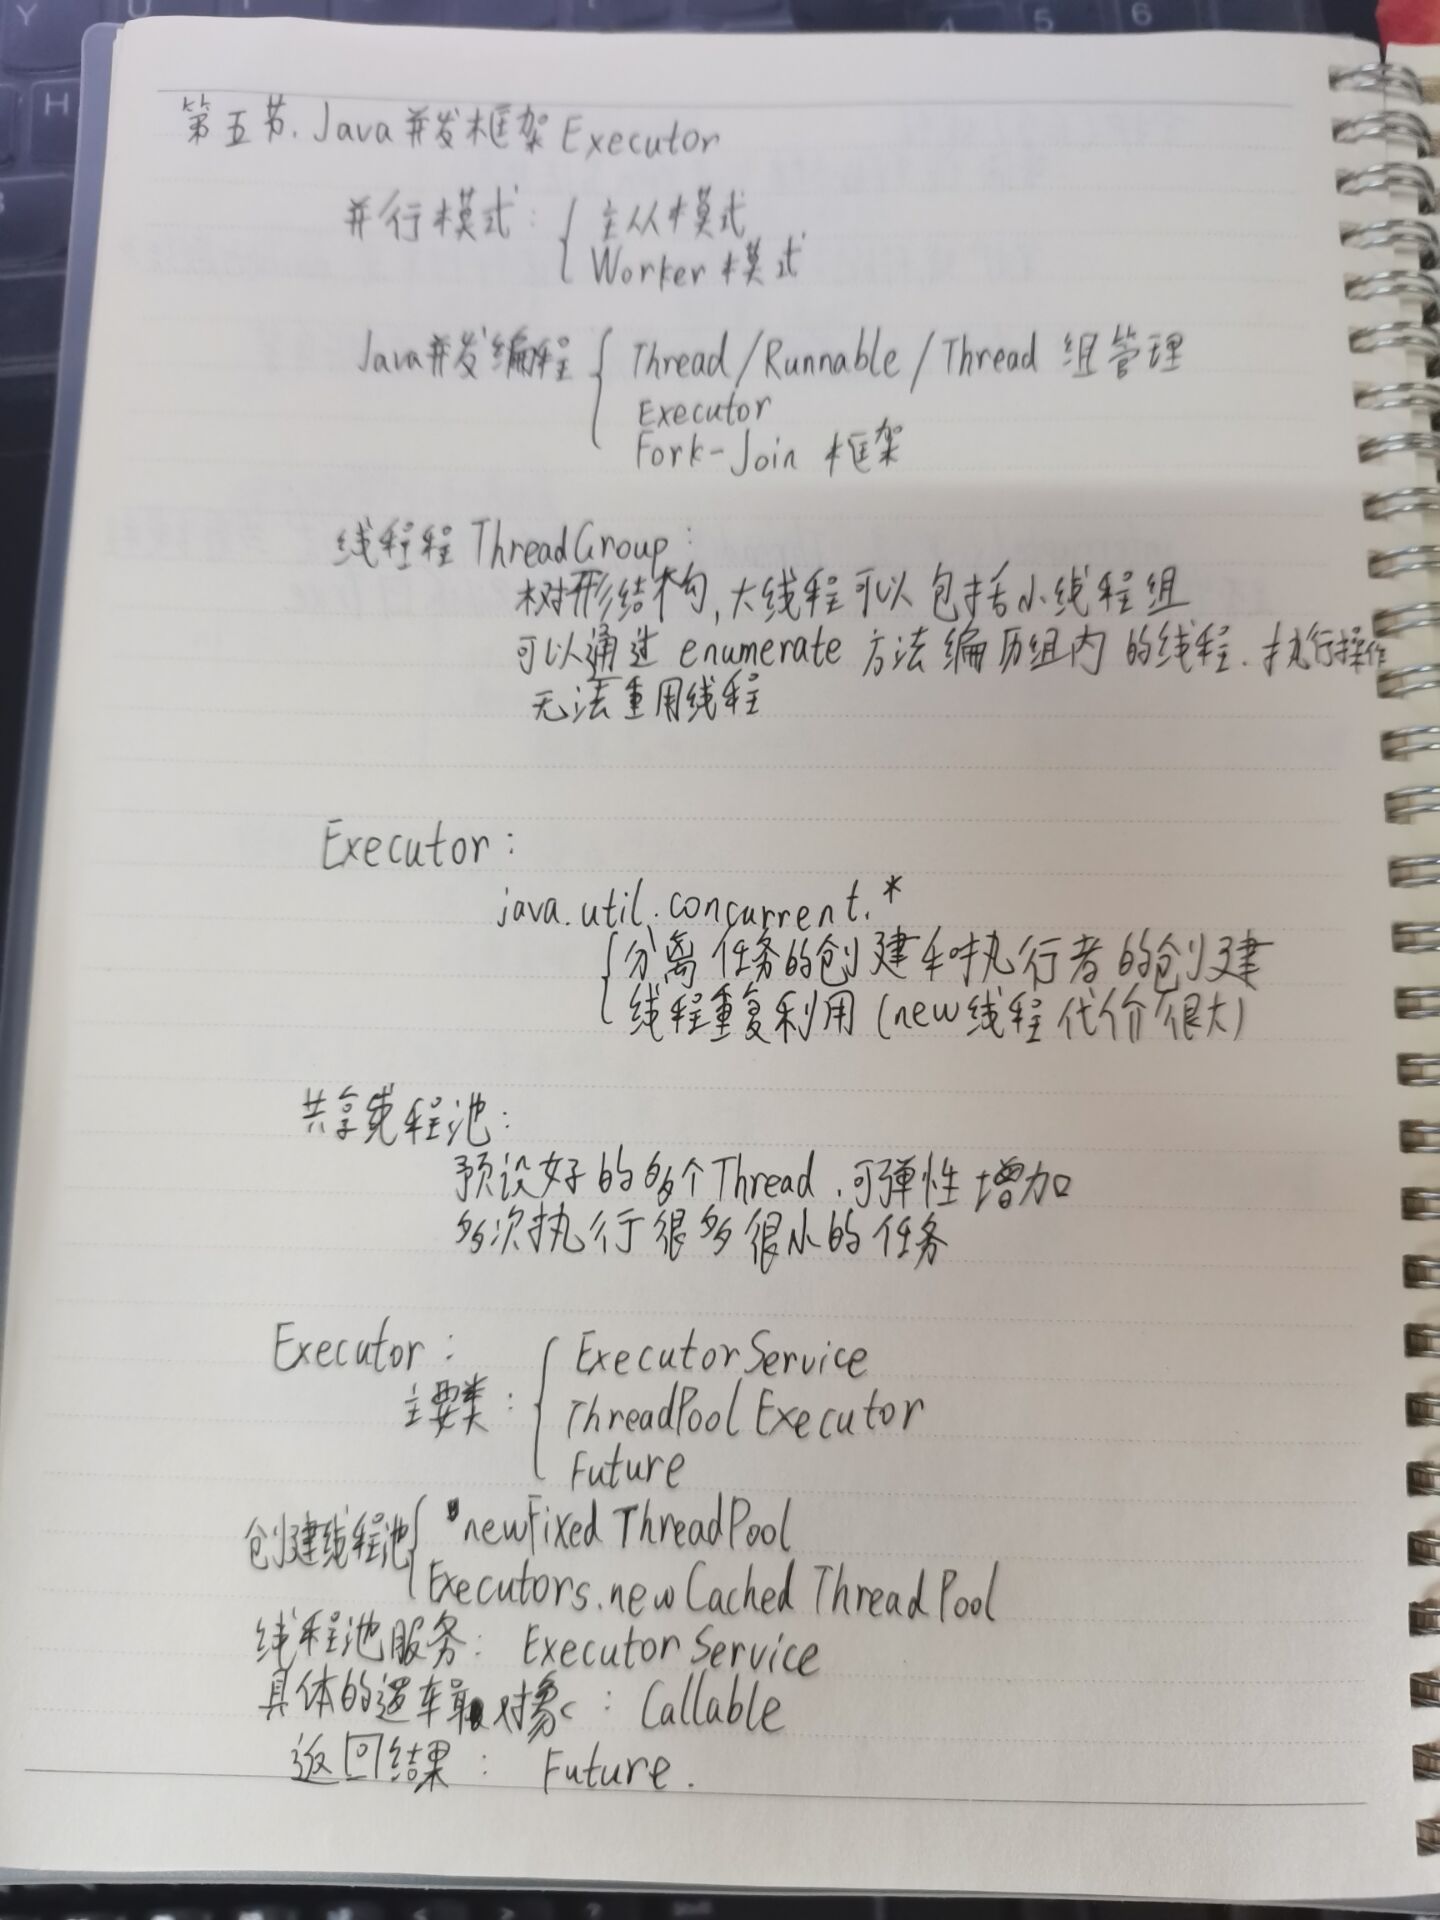 第五节. Java并发框架 Executor
并行模式: { 主从模式
Worker 模式
Java并发编程 { Thread/Runnable/Thread 组管理
Executor
Fork-Join 框架
线程程 ThreadGroup:
树形结构,大线程可以包括小线程组
可以通过 enumerate 方法编历组内的线程.执行操作
无法重用线程
Executor:
java.util.concurrent.*
{ 分离任务的创建和执行者的创建
线程重复利用(new线程代价很大)
共享线程池:
预设好的多个Thread.可弹性增加
多次执行很多很小的任务
Executor:
主要类: { ExecutorService
ThreadPoolExecutor
Future
创建线程池 { newFixedThreadPool
Executors.newCachedThreadPool
线程池服务: ExecutorService
具体的逻辑对象: Callable
返回结果: Future.